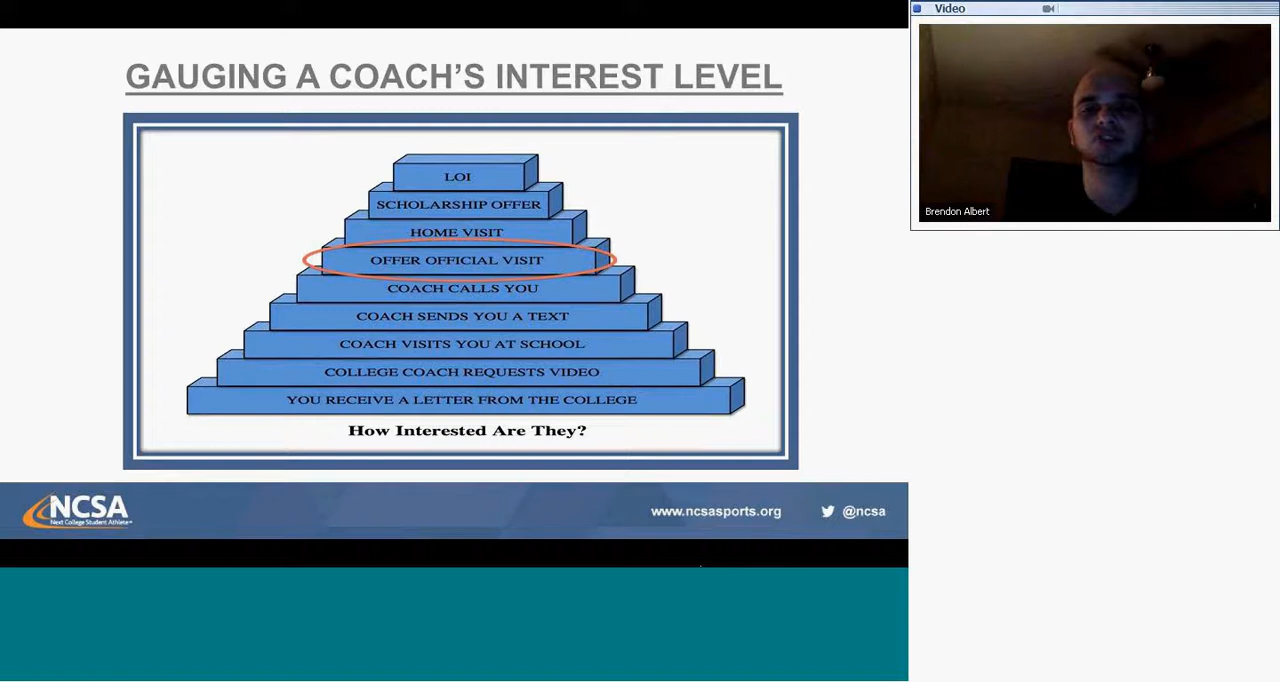 GAUGING A COACH'S INTEREST LEVEL
LOI
SCHOLARSHIP OFFER
HOME VISIT
OFFER OFFICIAL VISIT
COACH CALLS YOU
COACH SENDS YOU A TEXT
COACH VISITS YOU AT SCHOOL
COLLEGE COACH REQUESTS VIDEO
YOU RECEIVE A LETTER FROM THE COLLEGE
How Interested Are They?
NCSA
Next College Student Athlete
www.ncsasports.org
@ncsa
Video
Brendon Albert